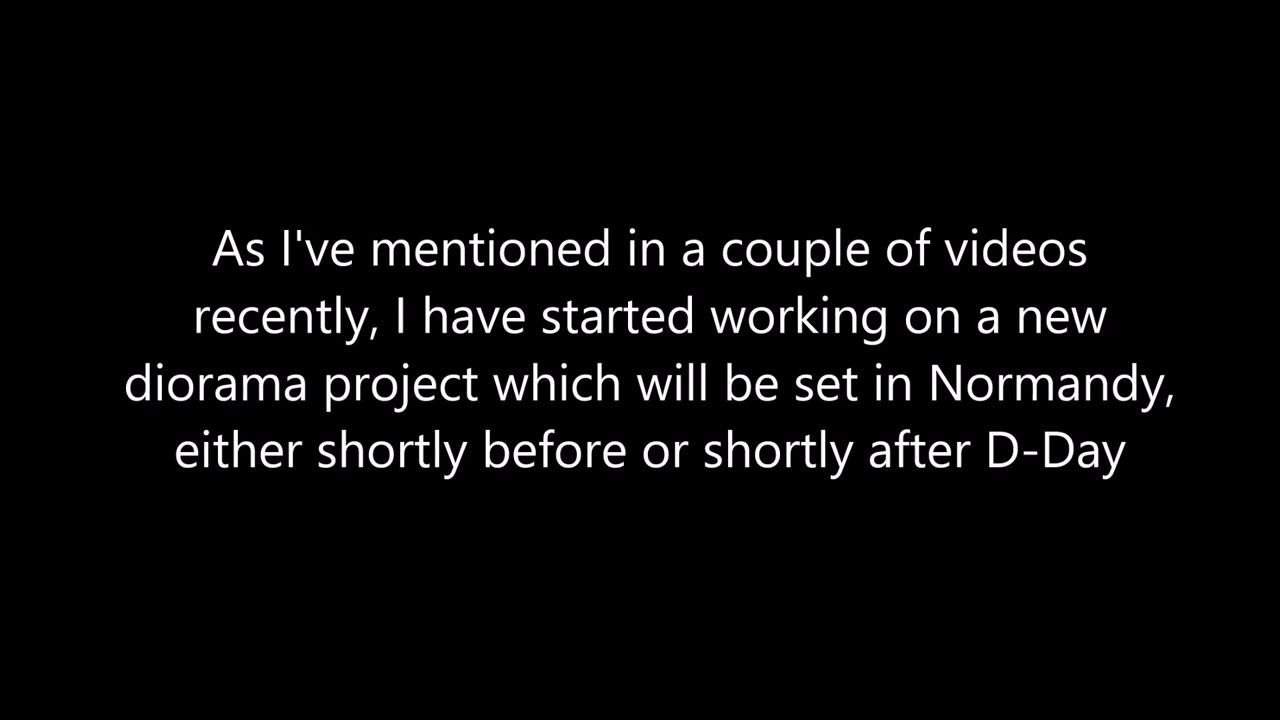 As I've mentioned in a couple of videos
recently, I have started working on a new
diorama project which will be set in Normandy,
either shortly before or shortly after D-Day